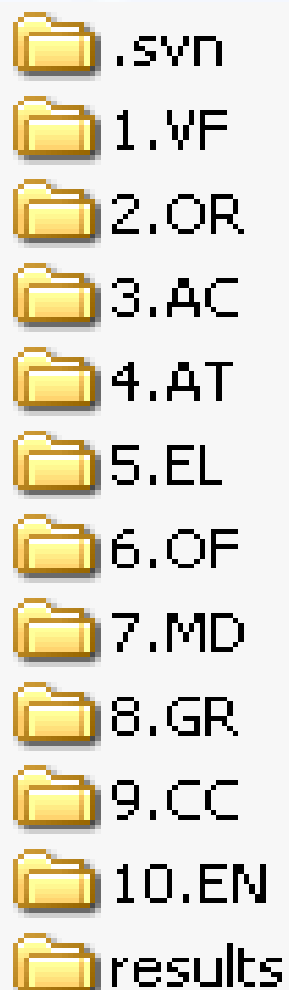 .svn
1.VF
2.OR
3.AC
4.AT
5.EL
6.OF
7.MD
8.GR
9.CC
10.EN
results